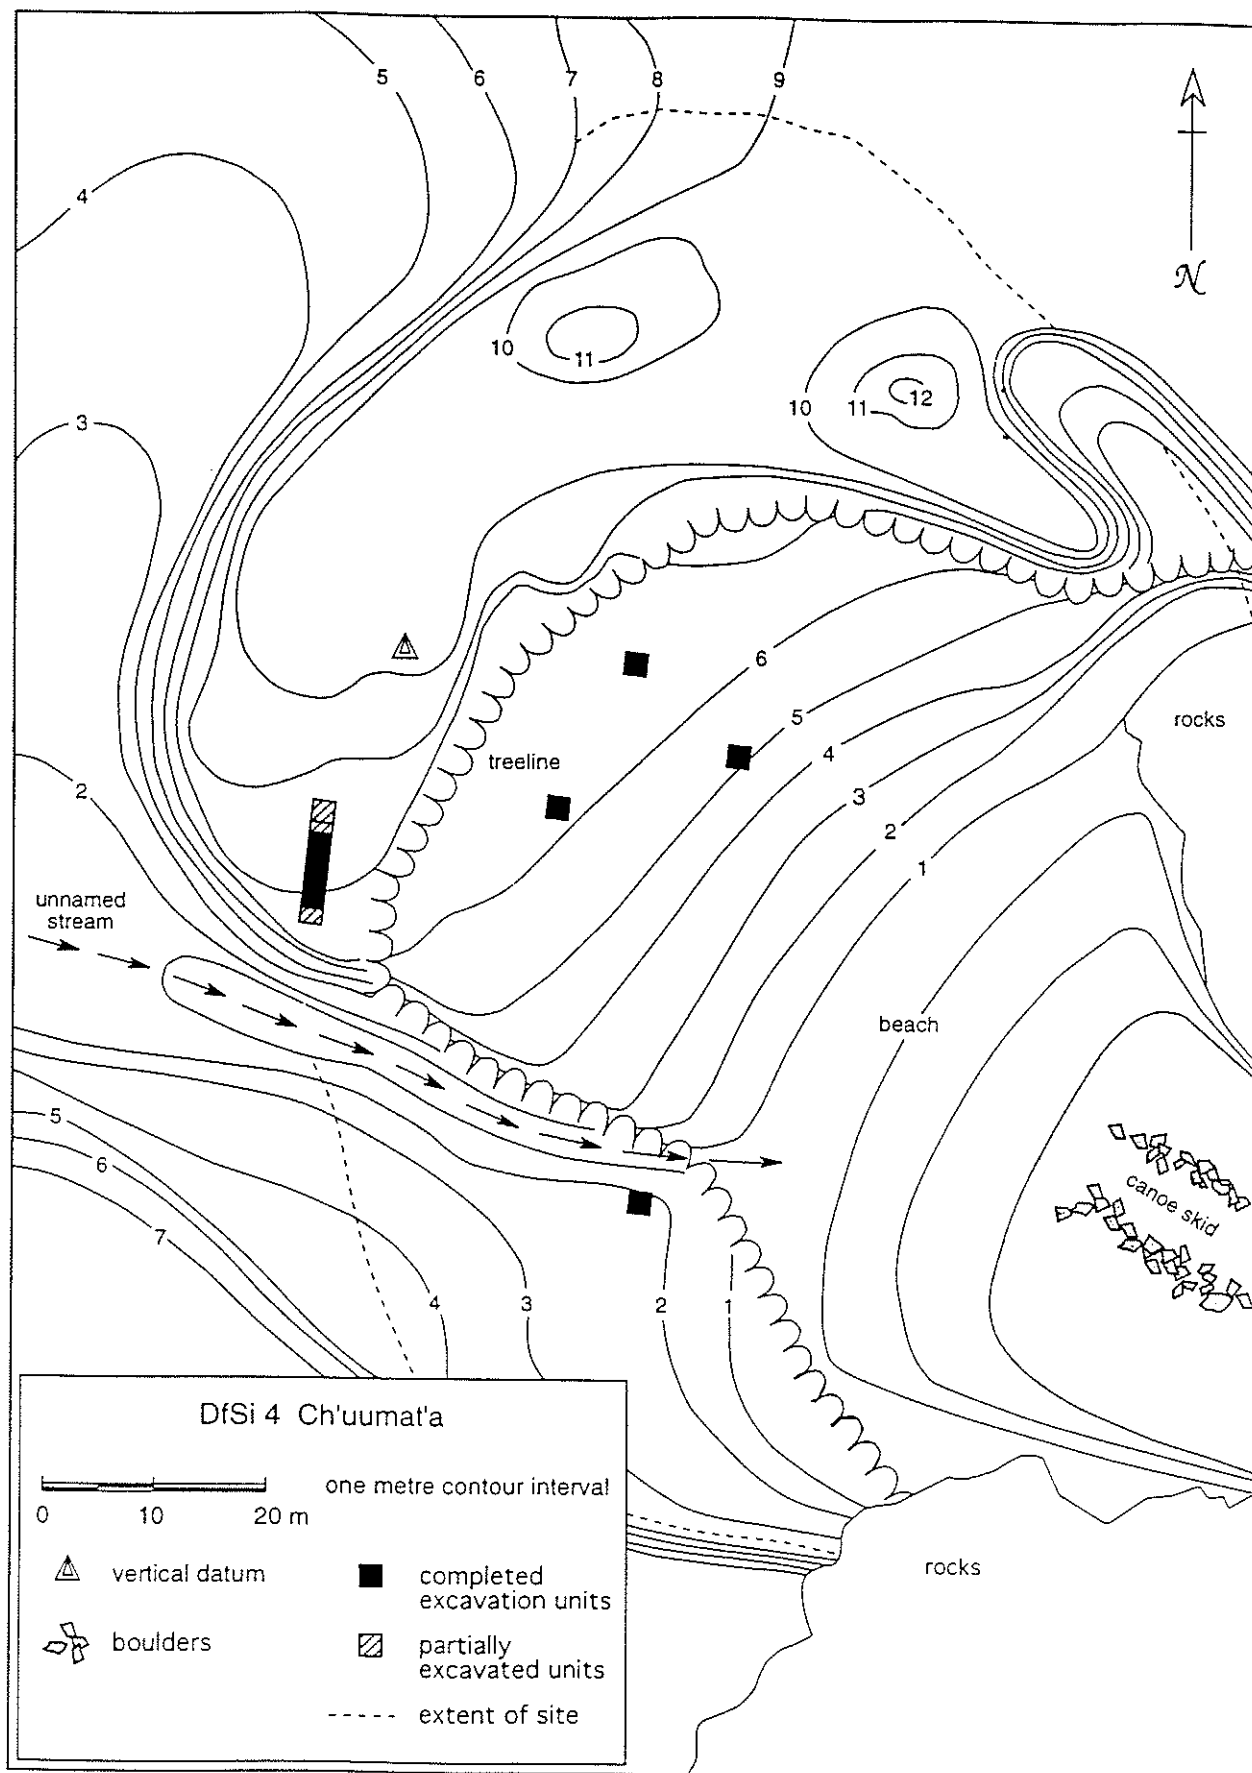 5
6
7
8
9
4
N
10
11
10
11
12
3
6
5
4
3
2
1
rocks
treeline
2
unnamed
stream
beach
5
6
7
canoe skid
4
3
2
1
DfSi 4 Ch'uumat'a
one metre contour interval
0 10 20 m
vertical datum
completed
excavation units
boulders
partially
excavated units
extent of site
rocks